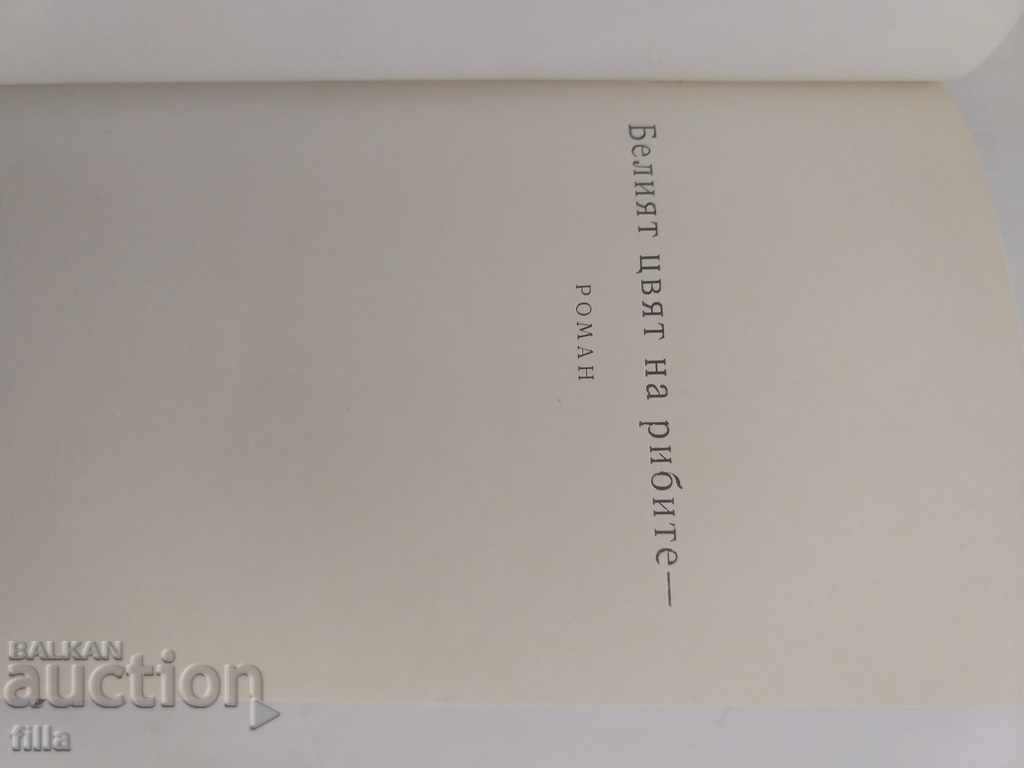 Белият цвят на рибите—
РОМАН
BALKAN
auction
filla